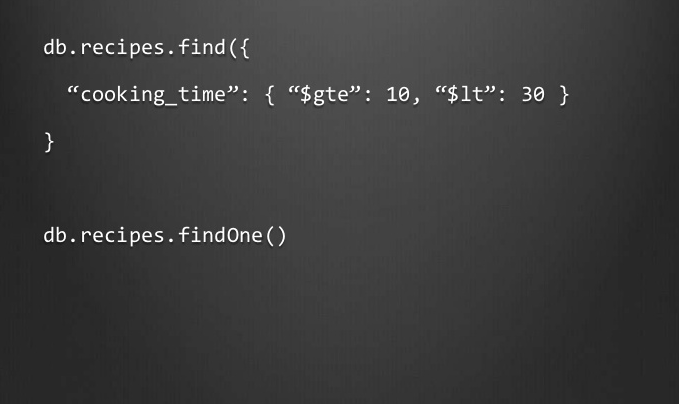 db.recipes.find({
“cooking_time”: { “$gte”: 10, “$lt”: 30 }
}
db.recipes.findOne()